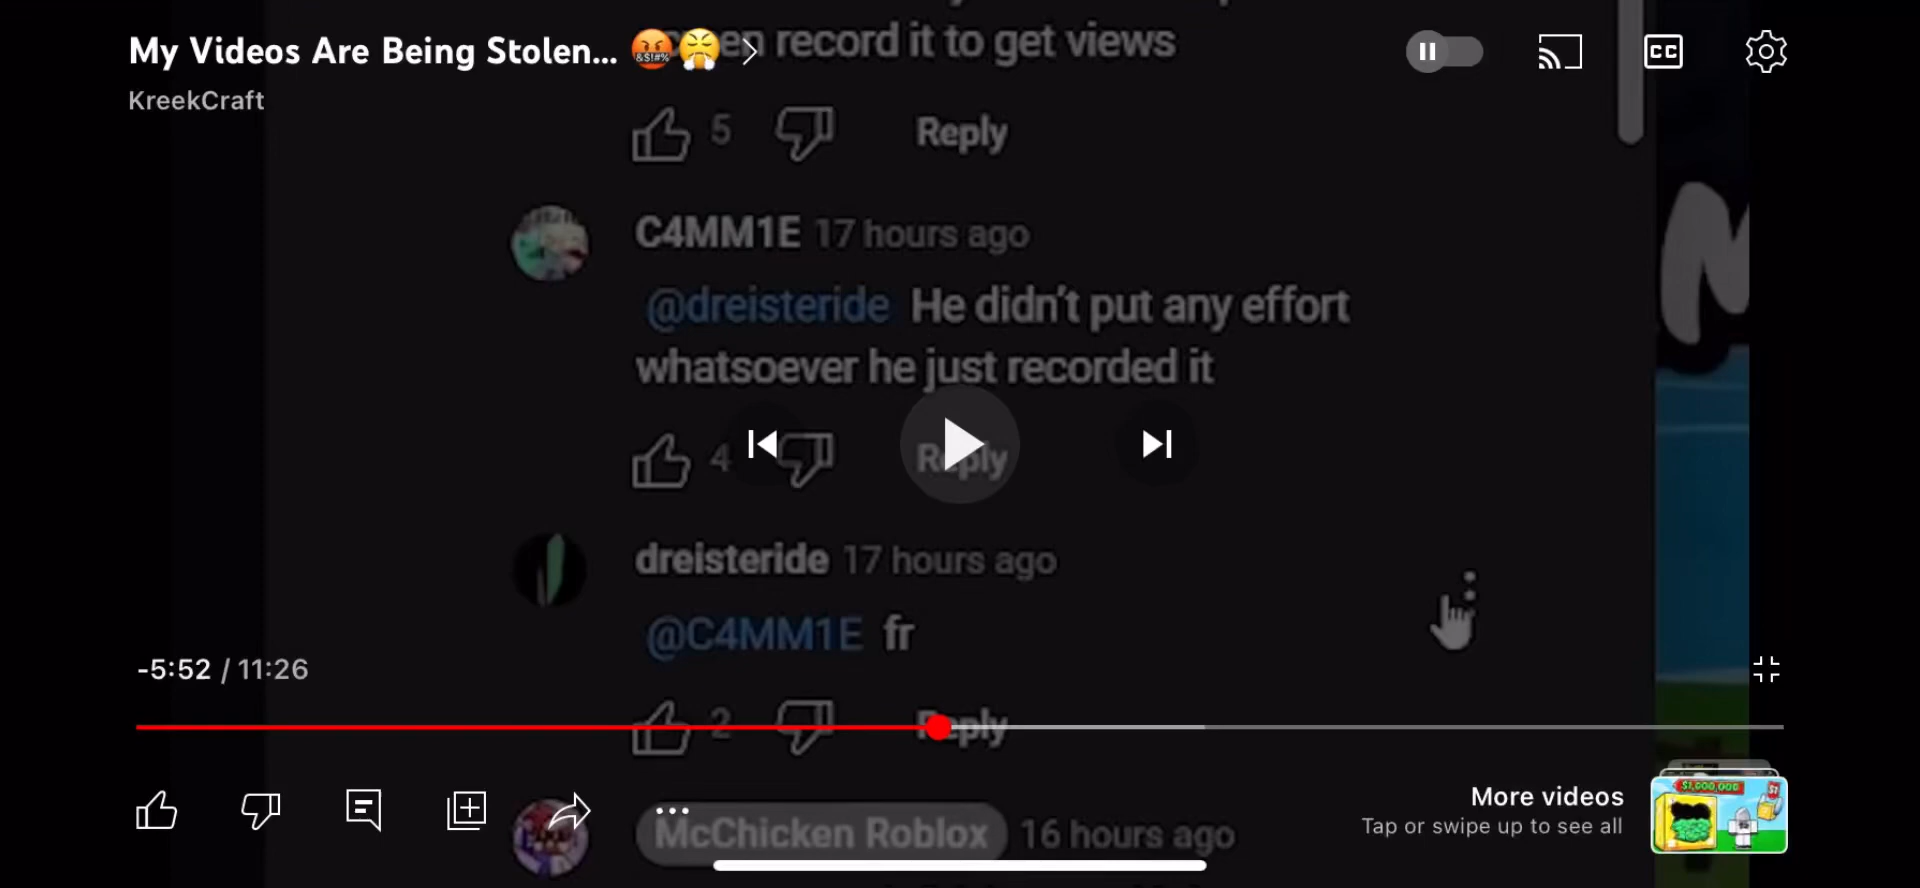 My Videos Are Being Stolen...
KreekCraft
record it to get views
CC
5 Reply
C4MM1E 17 hours ago
@dreisteride He didn't put any effort
whatsoever he just recorded it
4 Reply
dreisteride 17 hours ago
@C4MM1E fr
-5:52 / 11:26
2 Reply
More videos
Tap or swipe up to see all
$1,000,000
McChicken Roblox 16 hours ago